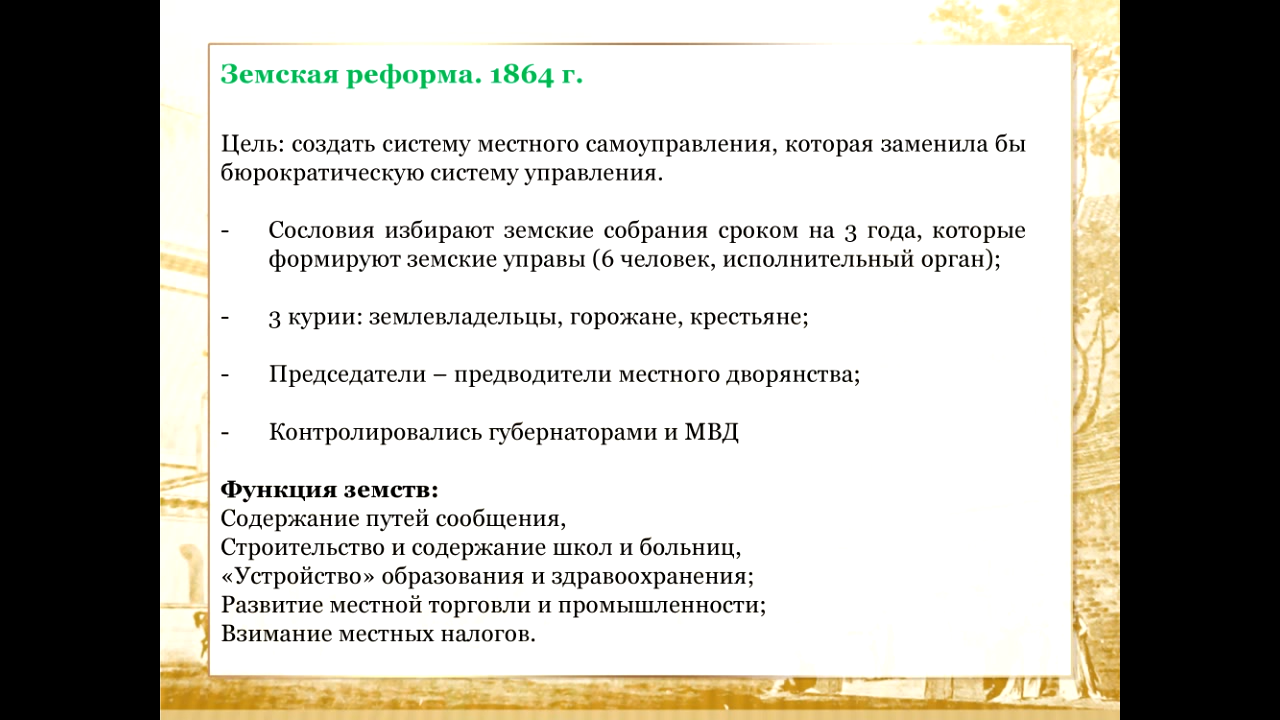 Земская реформа. 1864 г.
Цель: создать систему местного самоуправления, которая заменила бы
бюрократическую систему управления.
- Сословия избирают земские собрания сроком на 3 года, которые
формируют земские управы (6 человек, исполнительный орган);
- 3 курии: землевладельцы, горожане, крестьяне;
- Председатели – предводители местного дворянства;
- Контролировались губернаторами и МВД
Функция земств:
Содержание путей сообщения,
Строительство и содержание школ и больниц,
«Устройство» образования и здравоохранения;
Развитие местной торговли и промышленности;
Взимание местных налогов.